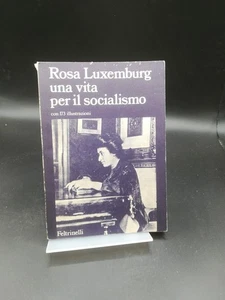 Rosa Luxemburg
una vita
per il socialismo
con 173 illustrazioni
Feltrinelli